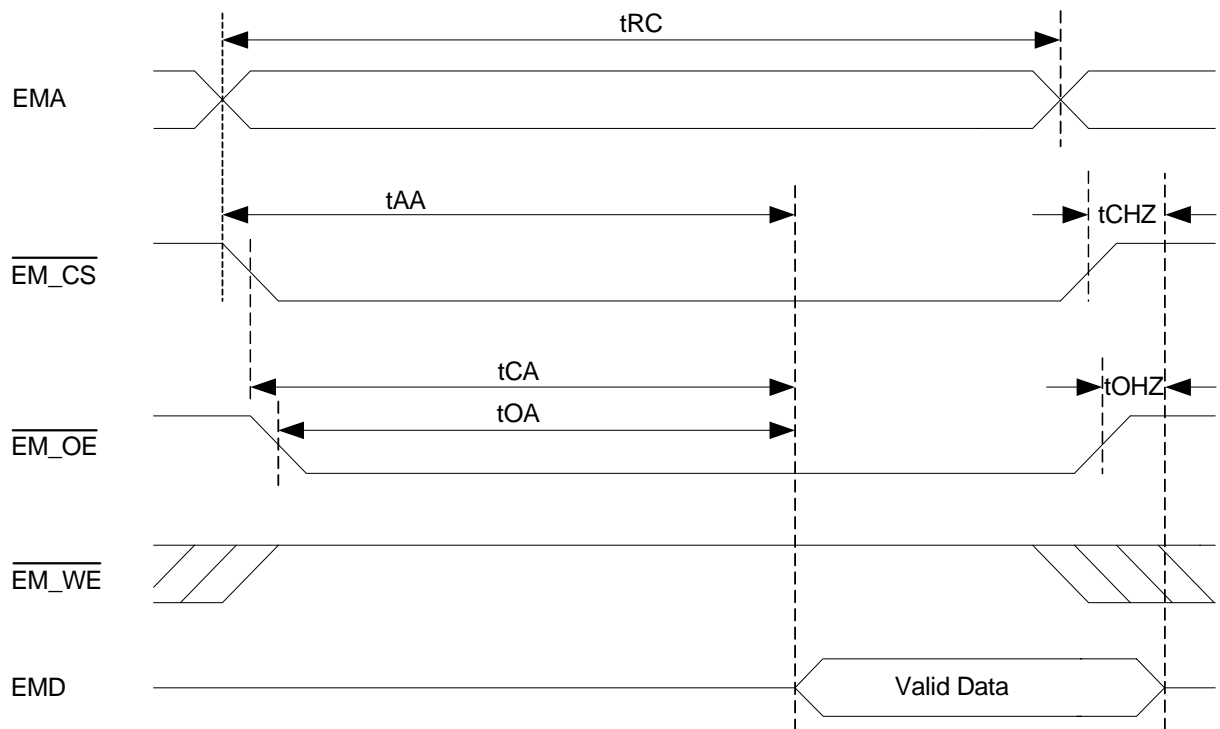 tRC
EMA
tAA
tCHZ
EM_CS
tCA
tOHZ
tOA
EM_OE
EM_WE
EMD
Valid Data